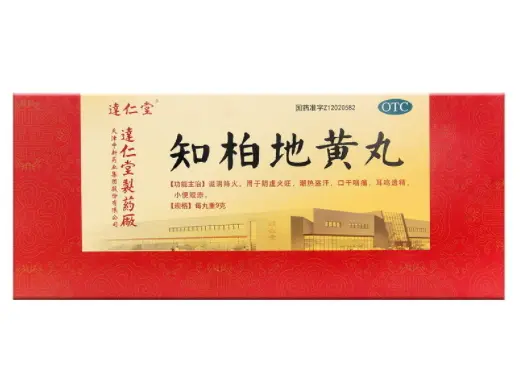 達仁堂
達仁堂製药廠
天津中新药业集团股份有限公司
国药准字Z12020582
OTC
知柏地黄丸
【功能主治】滋阴降火。用于阴虚火旺，潮热盗汗，口干咽痛，耳鸣遗精，
小便短赤。
【规格】每丸重9克